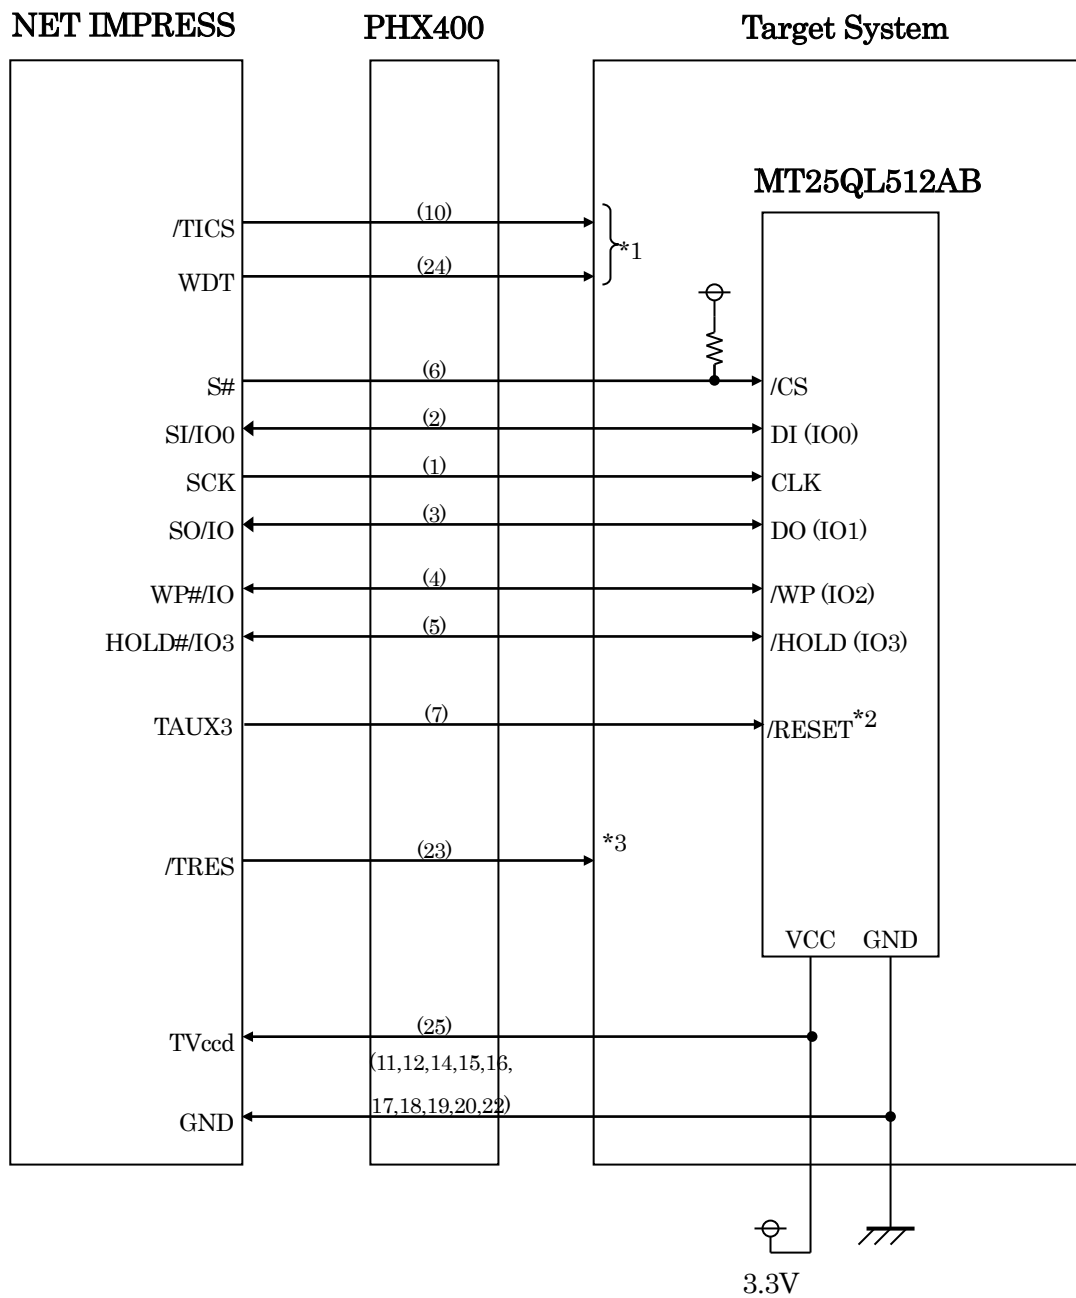 NET IMPRESS PHX400 Target System
MT25QL512AB
/TICS (10)
*1
WDT (24)
S# (6) /CS
SI/IO0 (2) DI (IO0)
SCK (1) CLK
SO/IO (3) DO (IO1)
WP#/IO (4) /WP (IO2)
HOLD#/IO3 (5) /HOLD (IO3)
TAUX3 (7) /RESET*2
/TRES (23) *3
VCC GND
TVccd (25)
(11,12,14,15,16,
17,18,19,20,22)
GND
3.3V